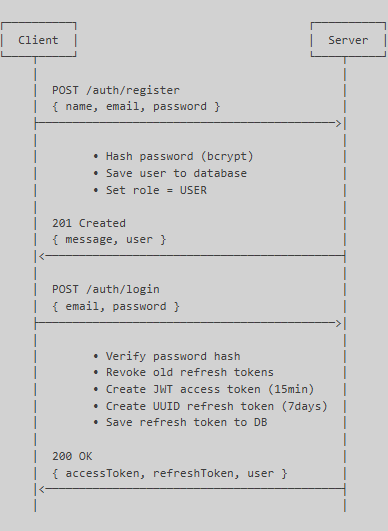 Client Server
POST /auth/register
{ name, email, password }
• Hash password (bcrypt)
• Save user to database
• Set role = USER
201 Created
{ message, user }
POST /auth/login
{ email, password }
• Verify password hash
• Revoke old refresh tokens
• Create JWT access token (15min)
• Create UUID refresh token (7days)
• Save refresh token to DB
200 OK
{ accessToken, refreshToken, user }